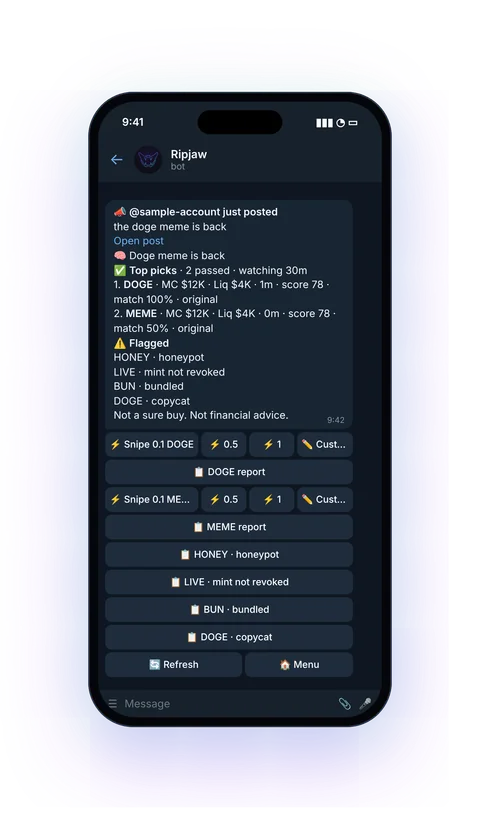 9:41
Ripjaw
bot
📣 @sample-account just posted
the doge meme is back
Open post
🧠 Doge meme is back
✅ Top picks · 2 passed · watching 30m
1. DOGE · MC $12K · Liq $4K · 1m · score 78 ·
match 100% · original
2. MEME · MC $12K · Liq $4K · 0m · score 78 ·
match 50% · original
⚠️ Flagged
HONEY · honeypot
LIVE · mint not revoked
BUN · bundled
DOGE · copycat
Not a sure buy. Not financial advice.
9:42
⚡ Snipe 0.1 DOGE ⚡ 0.5 ⚡ 1 ✏️ Cust...
📋 DOGE report
⚡ Snipe 0.1 ME... ⚡ 0.5 ⚡ 1 ✏️ Cust...
📋 MEME report
📋 HONEY · honeypot
📋 LIVE · mint not revoked
📋 BUN · bundled
📋 DOGE · copycat
🔄 Refresh 🏠 Menu
Message